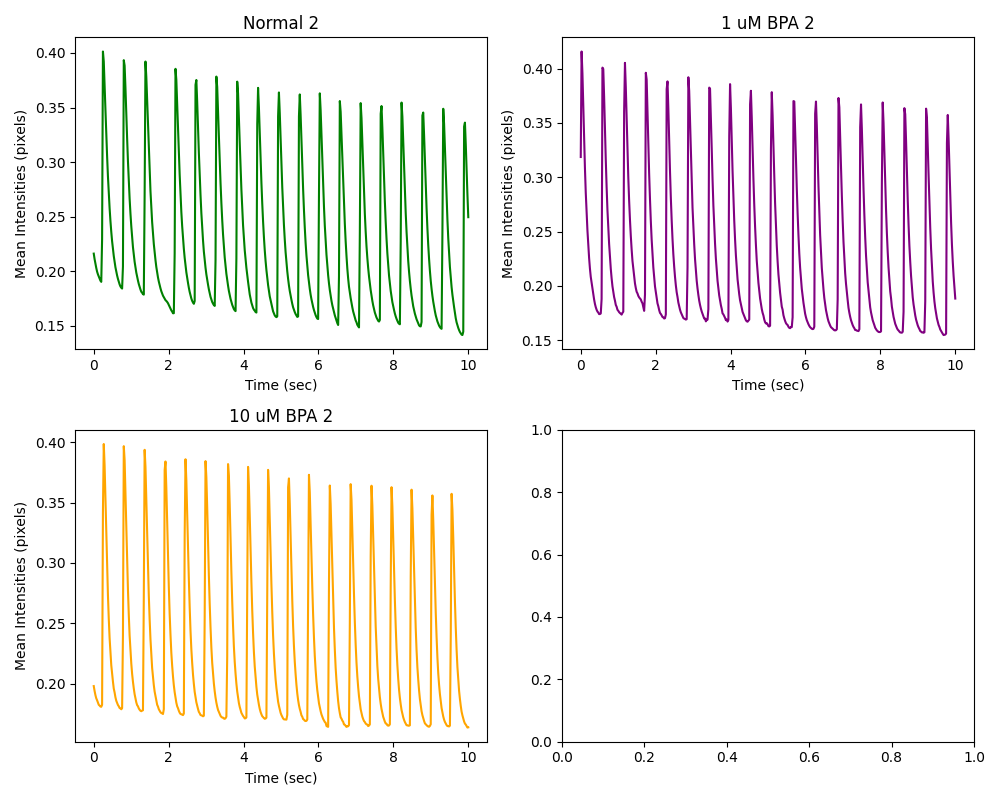 Normal 2
0.40
0.35
0.30
0.25
0.20
0.15
Mean Intensities (pixels)
0 2 4 6 8 10
Time (sec)
1 uM BPA 2
0.40
0.35
0.30
0.25
0.20
0.15
Mean Intensities (pixels)
0 2 4 6 8 10
Time (sec)
10 uM BPA 2
0.40
0.35
0.30
0.25
0.20
Mean Intensities (pixels)
0 2 4 6 8 10
Time (sec)
1.0
0.8
0.6
0.4
0.2
0.0
0.0 0.2 0.4 0.6 0.8 1.0